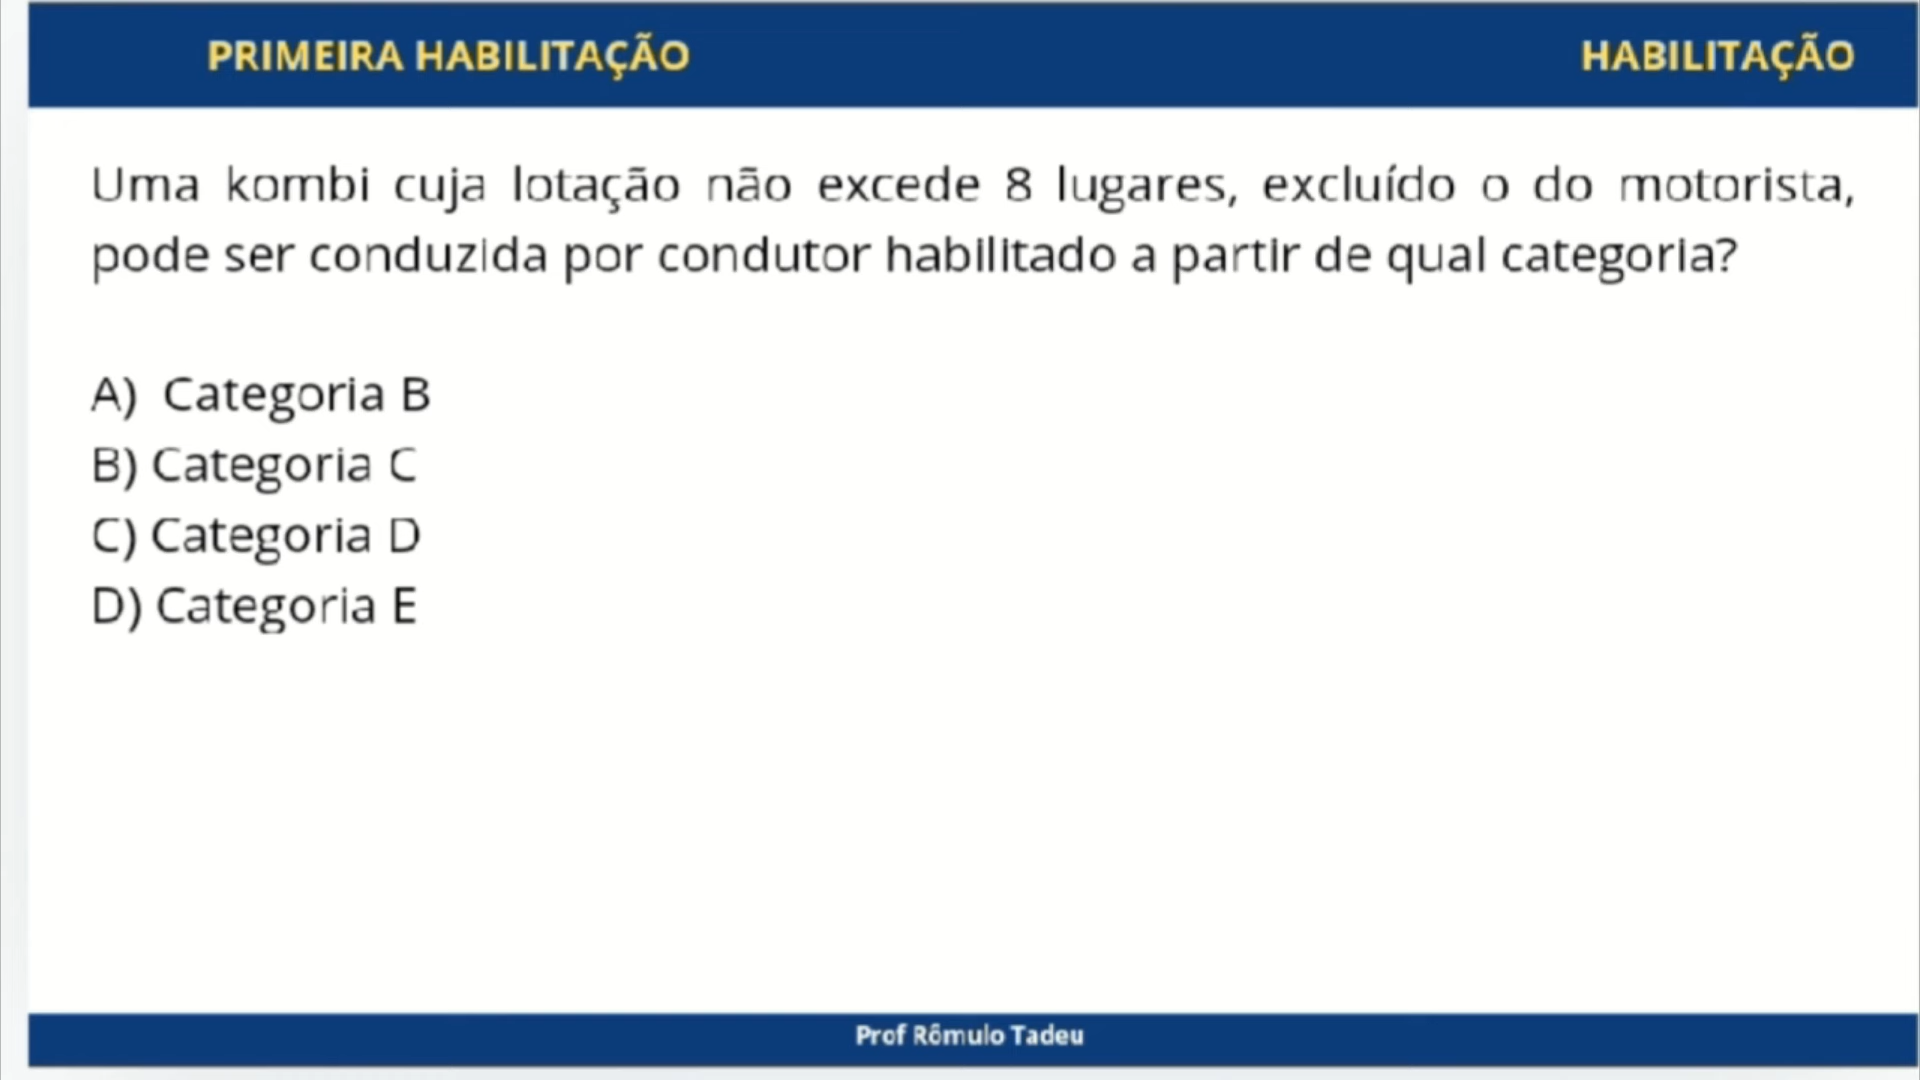 PRIMEIRA HABILITAÇÃO
HABILITAÇÃO
Uma kombi cuja lotação não excede 8 lugares, excluído o do motorista,
pode ser conduzida por condutor habilitado a partir de qual categoria?
A) Categoria B
B) Categoria C
C) Categoria D
D) Categoria E
Prof Rômulo Tadeu